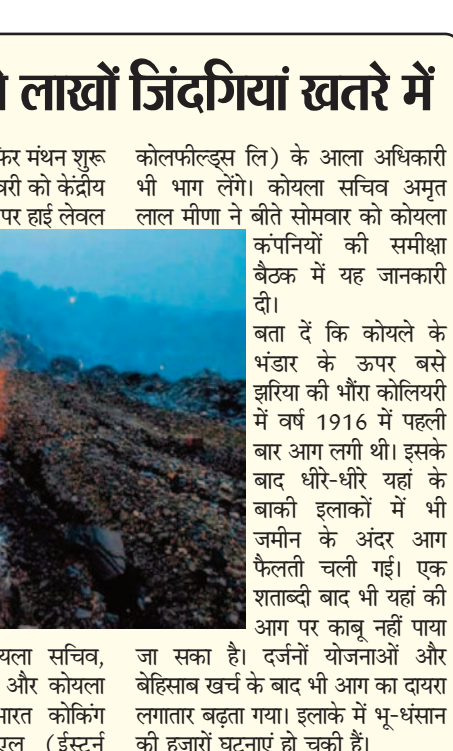 लाखों जिंदगियां खतरे में
मंथन शुरू
को केंद्रीय
पर हाई लेवल
सचिव,
और कोयला
कोकिंग
(ईस्टर्न
कोलफील्ड्स लि) के आला अधिकारी
भी भाग लेंगे। कोयला सचिव अमृत
लाल मीणा ने बीते सोमवार को कोयला
कंपनियों की समीक्षा
बैठक में यह जानकारी
दी।
बता दें कि कोयले के
भंडार के ऊपर बसे
झरिया की भौंरा कोलियरी
में वर्ष 1916 में पहली
बार आग लगी थी। इसके
बाद धीरे-धीरे यहां के
बाकी इलाकों में भी
जमीन के अंदर आग
फैलती चली गई। एक
शताब्दी बाद भी यहां की
आग पर काबू नहीं पाया
जा सका है। दर्जनों योजनाओं और
बेहिसाब खर्च के बाद भी आग का दायरा
लगातार बढ़ता गया। इलाके में भू-धंसान
की हजारों घटनाएं हो चुकी हैं।